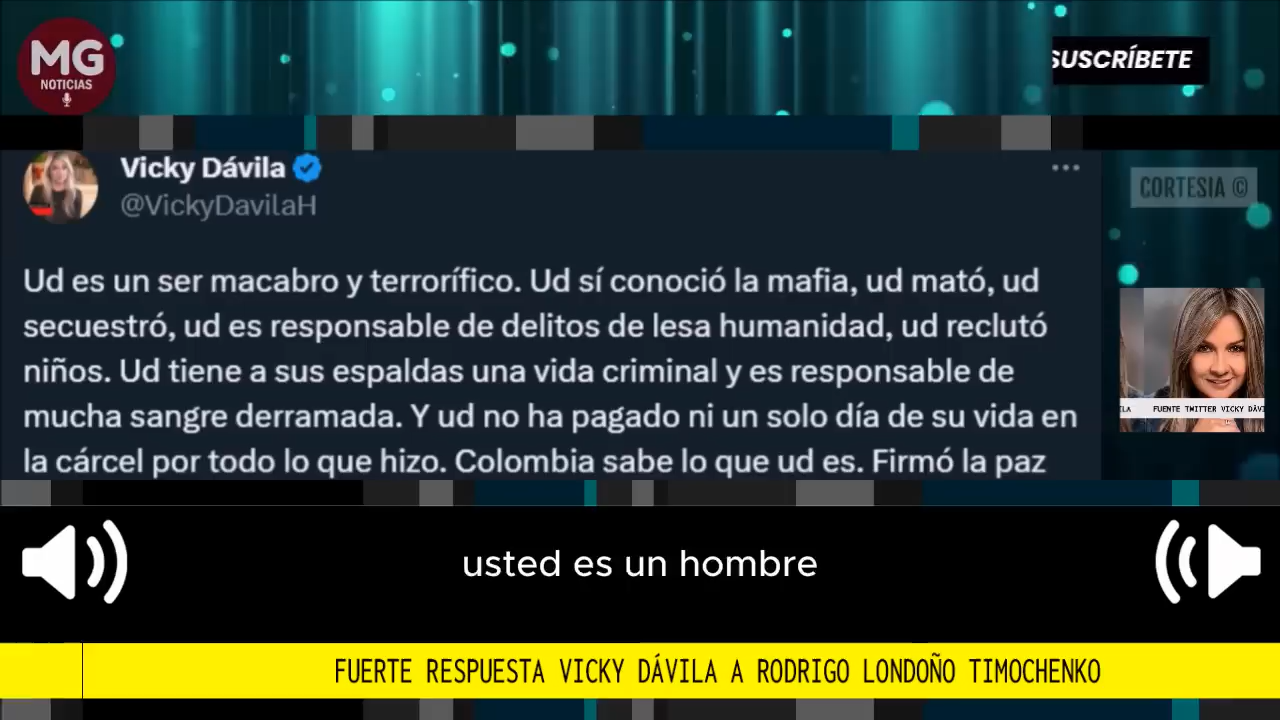 MG
NOTICIAS
SUSCRÍBETE
Vicky Dávila
@VickyDavilaH
CORTESIA ©
Ud es un ser macabro y terrorífico. Ud sí conoció la mafia, ud mató, ud
secuestró, ud es responsable de delitos de lesa humanidad, ud reclutó
niños. Ud tiene a sus espaldas una vida criminal y es responsable de
mucha sangre derramada. Y ud no ha pagado ni un solo día de su vida en
la cárcel por todo lo que hizo. Colombia sabe lo que ud es. Firmó la paz
FUENTE TWITTER VICKY
usted es un hombre
FUERTE RESPUESTA VICKY DÁVILA A RODRIGO LONDOÑO TIMOCHENKO